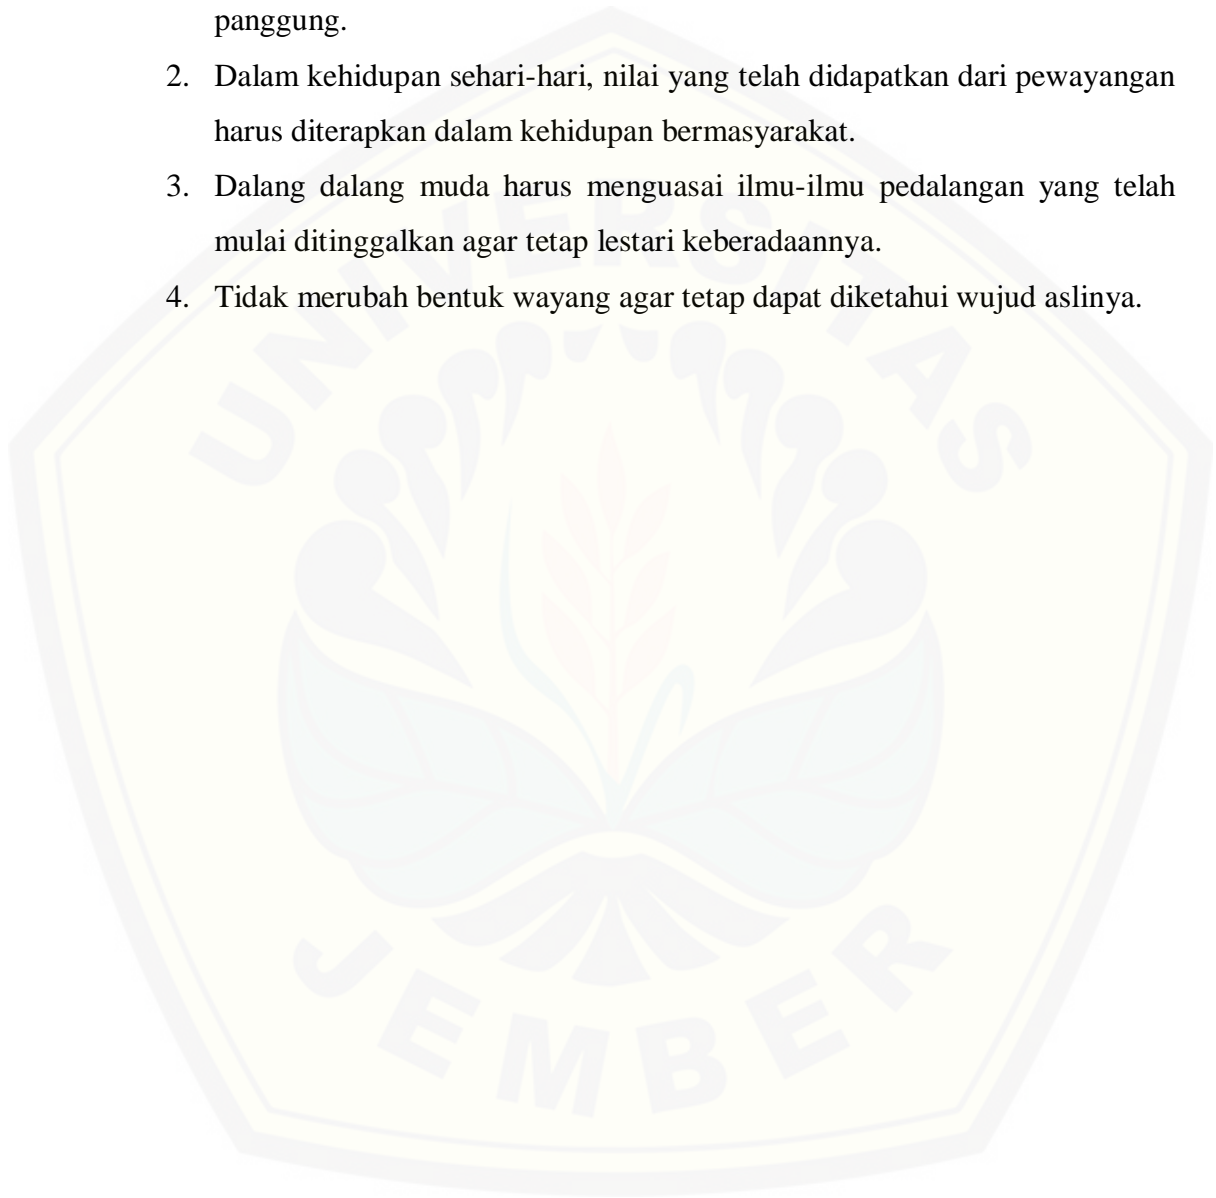 panggung.
2. Dalam kehidupan sehari-hari, nilai yang telah didapatkan dari pewayangan
harus diterapkan dalam kehidupan bermasyarakat.
3. Dalang dalang muda harus menguasai ilmu-ilmu pedalangan yang telah
mulai ditinggalkan agar tetap lestari keberadaannya.
4. Tidak merubah bentuk wayang agar tetap dapat diketahui wujud aslinya.
UNIVERSITAS
JEMBER